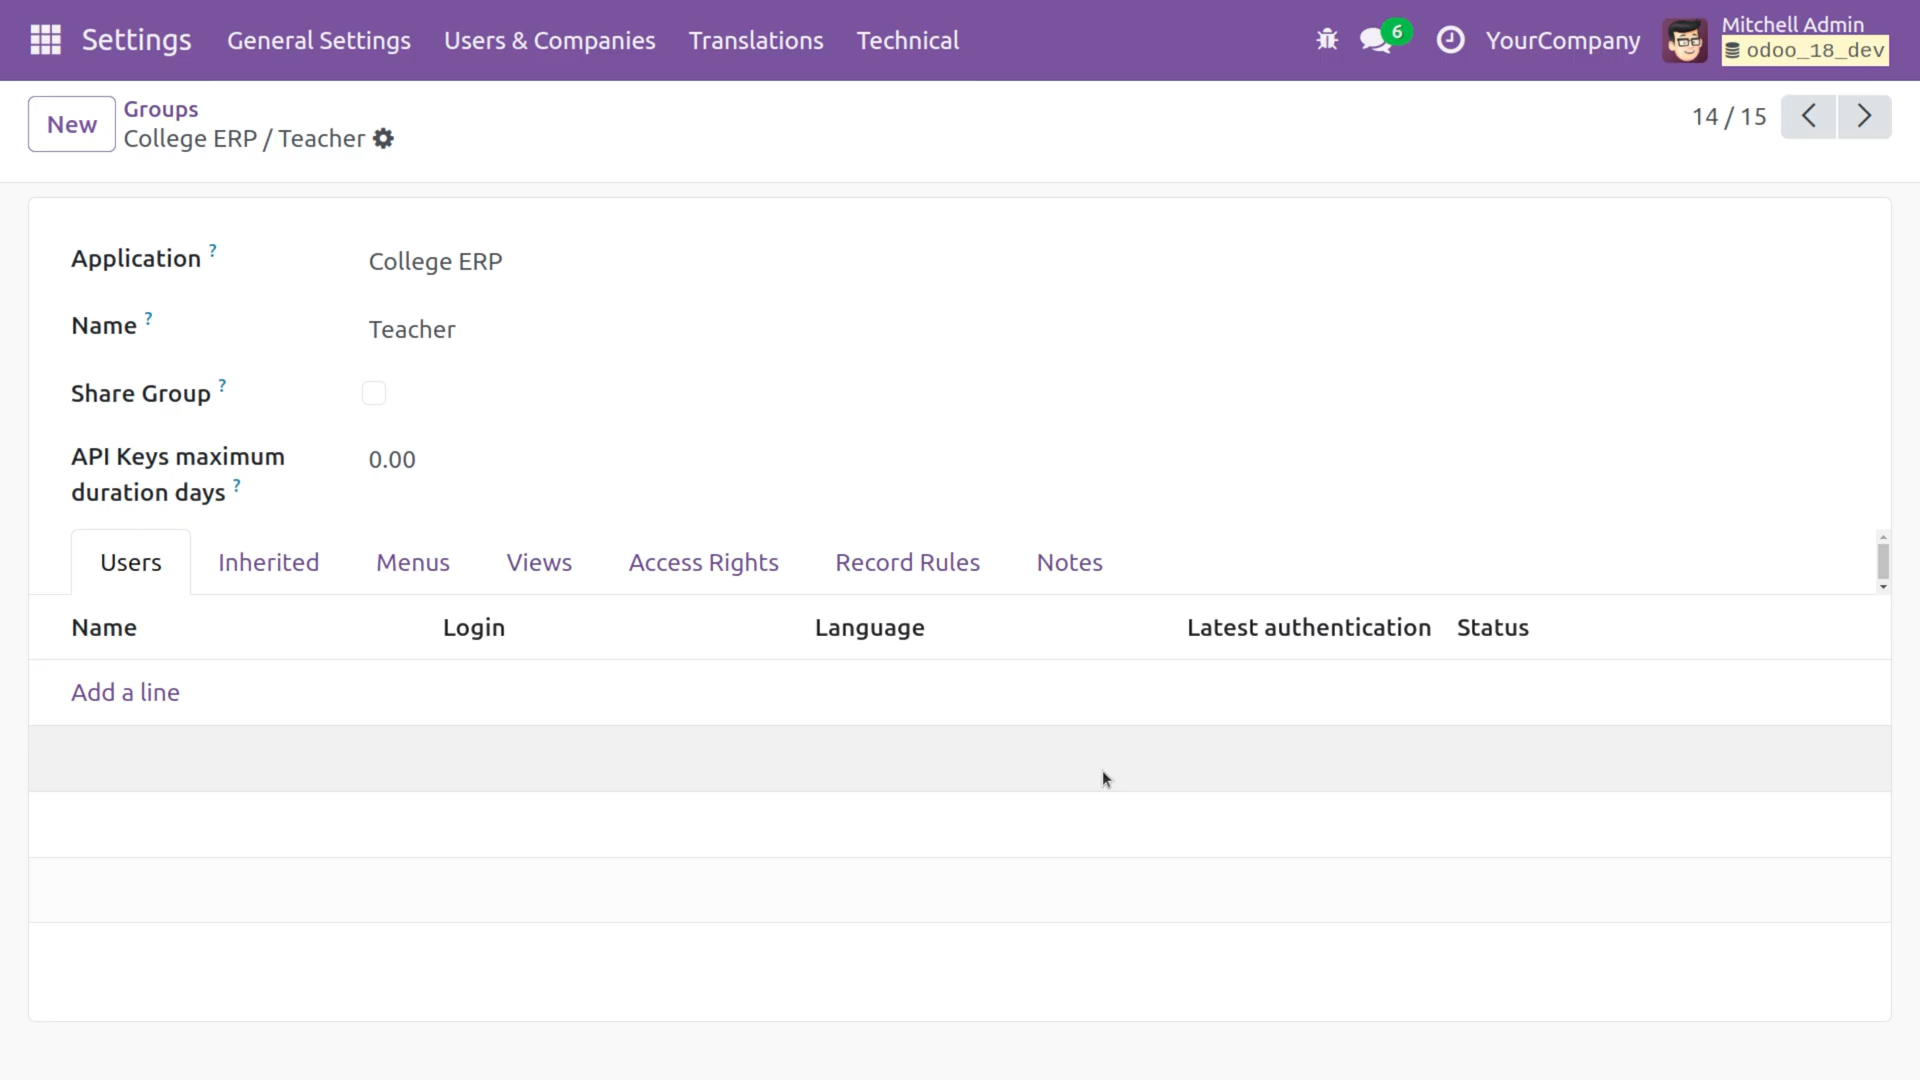 Settings General Settings Users & Companies Translations Technical 6 YourCompany Mitchell Admin
odoo_18_dev
New Groups
College ERP / Teacher
14 / 15
Application ? College ERP
Name ? Teacher
Share Group ?
API Keys maximum 0.00
duration days ?
Users Inherited Menus Views Access Rights Record Rules Notes
Name Login Language Latest authentication Status
Add a line